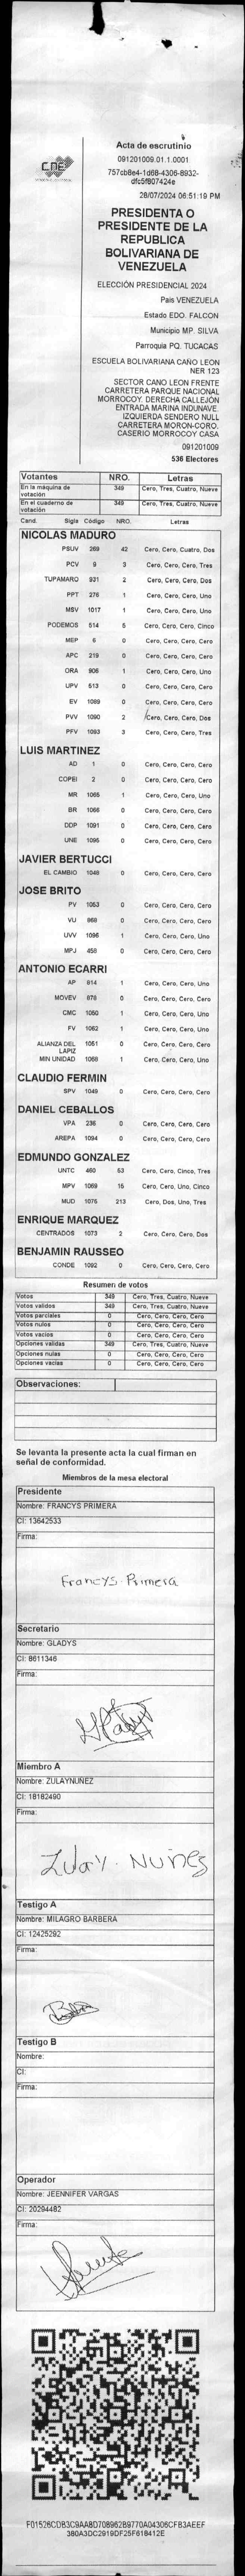 CNE
Acta de escrutinio
091201009.01.1.0001
757cb8e4-1d68-4306-8932-
dfc5f807424e
28/07/2024 06:51:19 PM
PRESIDENTA O
PRESIDENTE DE LA
REPUBLICA
BOLIVARIANA DE
VENEZUELA
ELECCIÓN PRESIDENCIAL 2024
Pais VENEZUELA
Estado EDO. FALCON
Municipio MP. SILVA
Parroquia PQ. TUCACAS
ESCUELA BOLIVARIANA CAÑO LEON
NER 123
SECTOR CANO LEON FRENTE
CARRETERA PARQUE NACIONAL
MORROCOY. DERECHA CALLEJÓN
ENTRADA MARINA INDUNAVE.
IZQUIERDA SENDERO NULL
CARRETERA MORON-CORO.
CASERIO MORROCOY CASA
091201009
536 Electores
Votantes NRO. Letras
En la máquina de votación 349 Cero, Tres, Cuatro, Nueve
En el cuaderno de votación 349 Cero, Tres, Cuatro, Nueve
Cand. Sigla Código NRO. Letras
NICOLAS MADURO
PSUV 269 42 Cero, Cero, Cuatro, Dos
PCV 9 3 Cero, Cero, Cero, Tres
TUPAMARO 931 2 Cero, Cero, Cero, Dos
PPT 276 1 Cero, Cero, Cero, Uno
MSV 1017 1 Cero, Cero, Cero, Uno
PODEMOS 514 5 Cero, Cero, Cero, Cinco
MEP 6 0 Cero, Cero, Cero, Cero
APC 219 0 Cero, Cero, Cero, Cero
ORA 906 1 Cero, Cero, Cero, Uno
UPV 513 0 Cero, Cero, Cero, Cero
EV 1089 0 Cero, Cero, Cero, Cero
PVV 1090 2 Cero, Cero, Cero, Dos
PFV 1093 3 Cero, Cero, Cero, Tres
LUIS MARTINEZ
AD 1 0 Cero, Cero, Cero, Cero
COPEI 2 0 Cero, Cero, Cero, Cero
MR 1065 1 Cero, Cero, Cero, Uno
BR 1066 0 Cero, Cero, Cero, Cero
DDP 1091 0 Cero, Cero, Cero, Cero
UNE 1095 0 Cero, Cero, Cero, Cero
JAVIER BERTUCCI
EL CAMBIO 1048 0 Cero, Cero, Cero, Cero
JOSE BRITO
PV 1053 0 Cero, Cero, Cero, Cero
VU 968 0 Cero, Cero, Cero, Cero
UVV 1096 1 Cero, Cero, Cero, Uno
MPJ 458 0 Cero, Cero, Cero, Cero
ANTONIO ECARRI
AP 814 1 Cero, Cero, Cero, Uno
MOVEV 878 0 Cero, Cero, Cero, Cero
CMC 1050 1 Cero, Cero, Cero, Uno
FV 1062 1 Cero, Cero, Cero, Uno
ALIANZA DEL LAPIZ 1051 0 Cero, Cero, Cero, Cero
MIN UNIDAD 1068 1 Cero, Cero, Cero, Uno
CLAUDIO FERMIN
SPV 1049 0 Cero, Cero, Cero, Cero
DANIEL CEBALLOS
VPA 236 0 Cero, Cero, Cero, Cero
AREPA 1094 0 Cero, Cero, Cero, Cero
EDMUNDO GONZALEZ
UNTC 460 53 Cero, Cero, Cinco, Tres
MPV 1069 15 Cero, Cero, Uno, Cinco
MUD 1075 213 Cero, Dos, Uno, Tres
ENRIQUE MARQUEZ
CENTRADOS 1073 2 Cero, Cero, Cero, Dos
BENJAMIN RAUSSEO
CONDE 1092 0 Cero, Cero, Cero, Cero
Resumen de votos
Votos 349 Cero, Tres, Cuatro, Nueve
Votos validos 349 Cero, Tres, Cuatro, Nueve
Votos parciales 0 Cero, Cero, Cero, Cero
Votos nulos 0 Cero, Cero, Cero, Cero
Votos vacios 0 Cero, Cero, Cero, Cero
Opciones validas 349 Cero, Tres, Cuatro, Nueve
Opciones nulas 0 Cero, Cero, Cero, Cero
Opciones vacias 0 Cero, Cero, Cero, Cero
Observaciones:
Se levanta la presente acta la cual firman en
señal de conformidad.
Miembros de la mesa electoral
Presidente
Nombre: FRANCYS PRIMERA
CI: 13642533
Firma:
Francys Primera
Secretario
Nombre: GLADYS
CI: 8611346
Firma:
Gladys
Miembro A
Nombre: ZULAYNUNEZ
CI: 18182490
Firma:
Zulay. Nuñes
Testigo A
Nombre: MILAGRO BARBERA
CI: 12425292
Firma:
Testigo B
Nombre:
CI:
Firma:
Operador
Nombre: JEENNIFER VARGAS
CI: 20294482
Firma:
F01526CDB3C9AA8D708962B9770A04306CFB3AEEF
380A3DC2919DF25F618412E